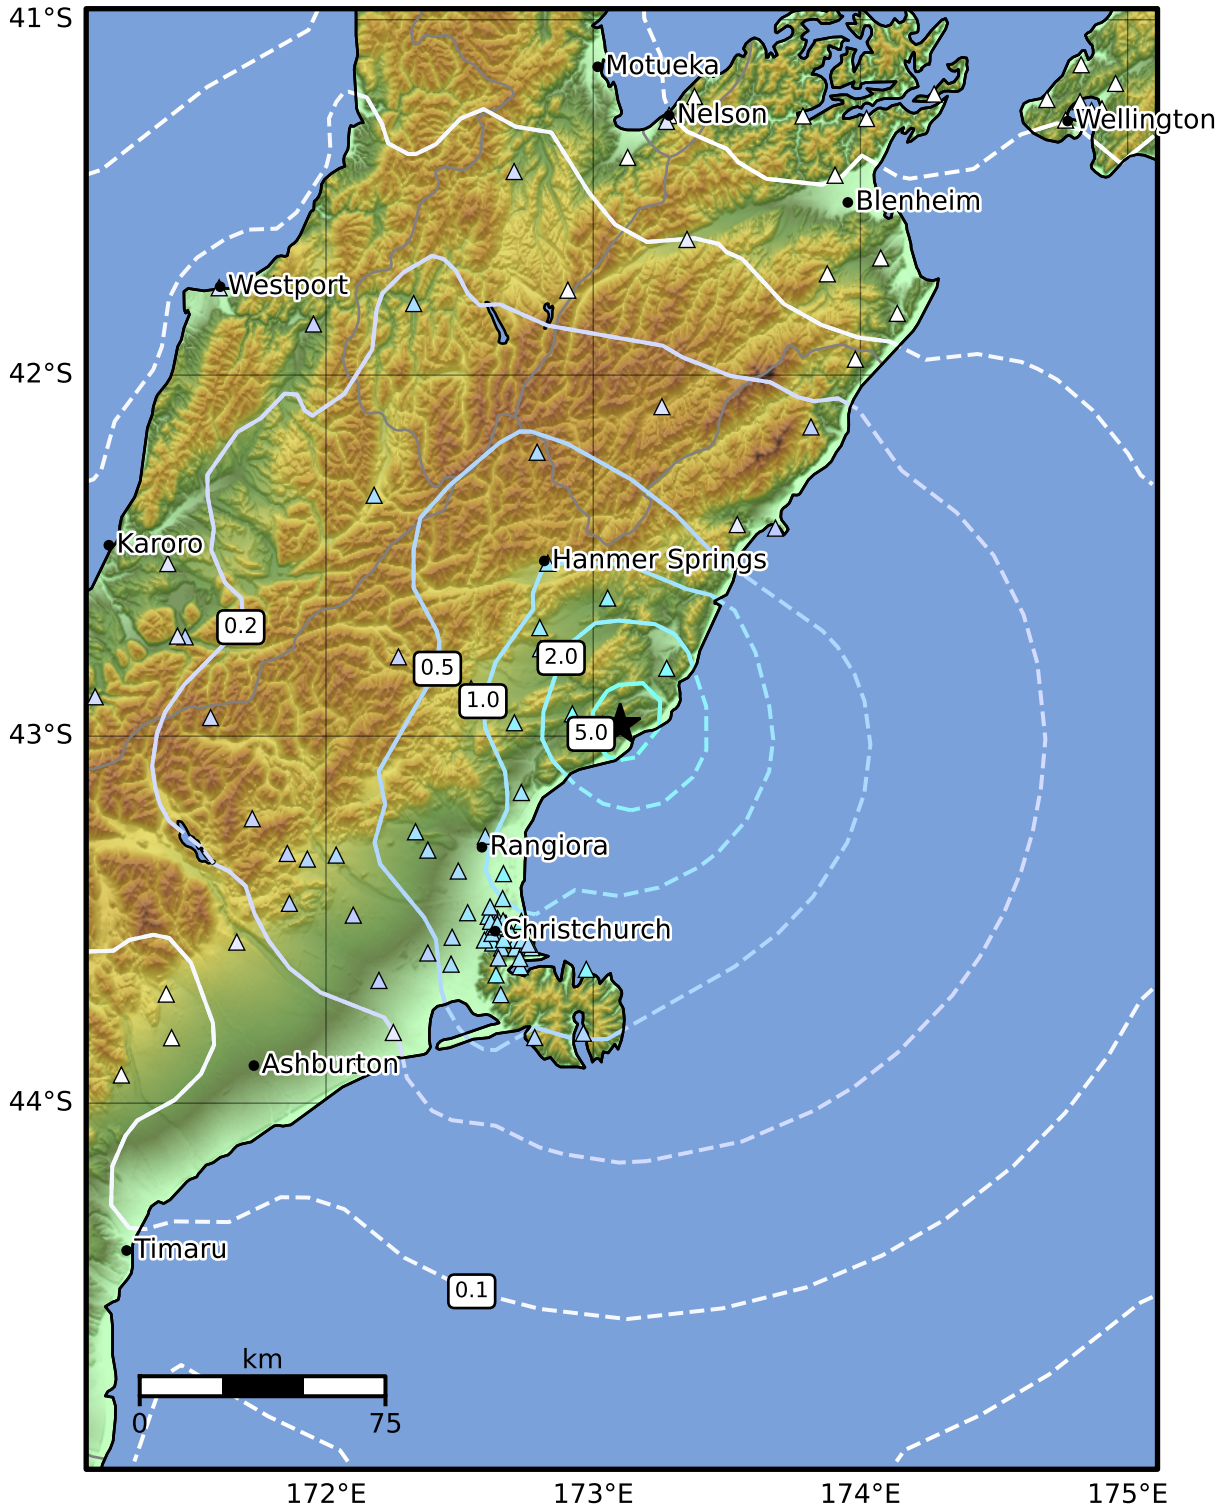 41°S
Motueka
Nelson
Wellington
Blenheim
Westport
42°S
Karoro
Hanmer Springs
0.2
0.5
2.0
1.0
5.0
43°S
Rangiora
Christchurch
Ashburton
44°S
Timaru
0.1
km
0 75
172°E 173°E 174°E 175°E